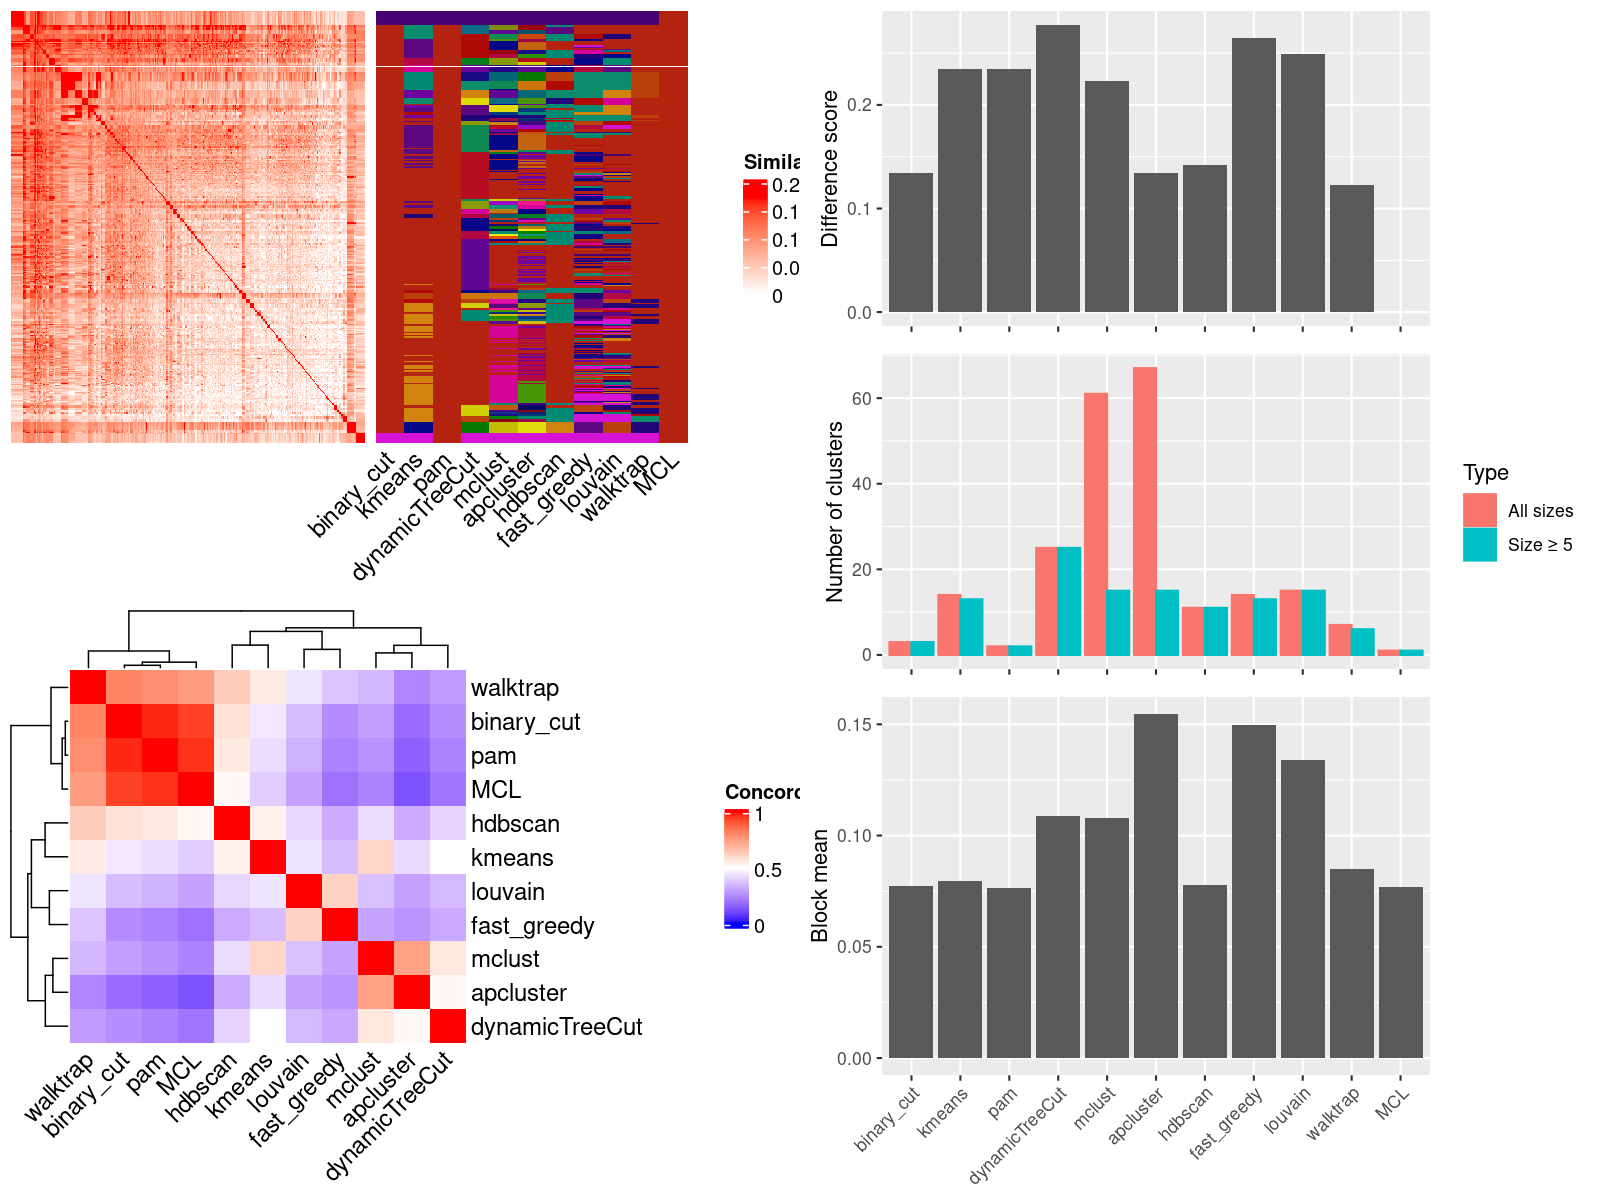 Simila
0.2
0.1
0.1
0.0
0
binary_cut
kmeans
pam
dynamicTreeCut
mclust
apcluster
hdbscan
fast_greedy
louvain
walktrap
MCL
walktrap
binary_cut
pam
MCL
hdbscan
kmeans
louvain
fast_greedy
mclust
apcluster
dynamicTreeCut
walktrap
binary_cut
pam
MCL
hdbscan
kmeans
louvain
fast_greedy
mclust
apcluster
dynamicTreeCut
Concord
1
0.5
0
Difference score
0.2
0.1
0.0
Number of clusters
60
40
20
0
Type
All sizes
Size ≥ 5
Block mean
0.15
0.10
0.05
0.00
binary_cut
kmeans
pam
dynamicTreeCut
mclust
apcluster
hdbscan
fast_greedy
louvain
walktrap
MCL